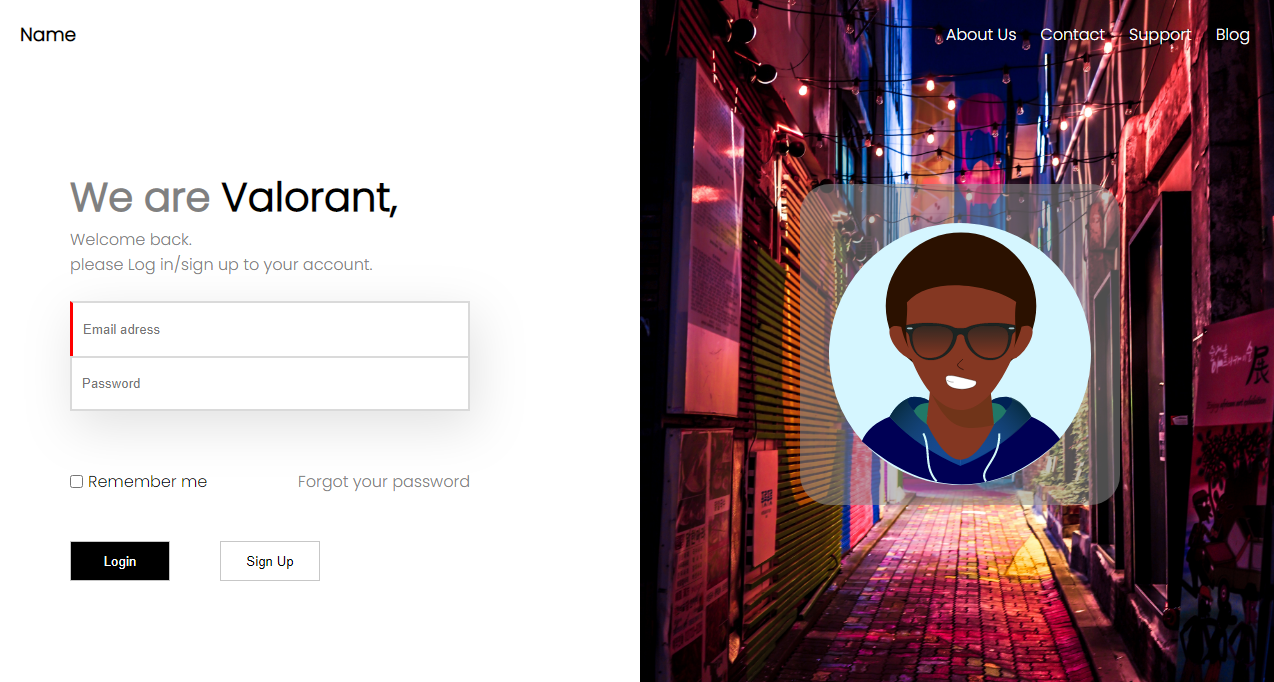 Name
About Us Contact Support Blog
We are Valorant,
Welcome back.
please Log in/sign up to your account.
Email adress
Password
Remember me Forgot your password
Login Sign Up
展